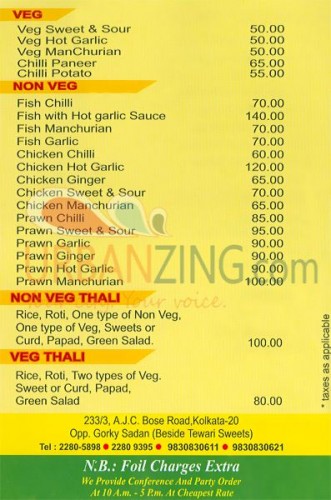 VEG
Veg Sweet & Sour 50.00
Veg Hot Garlic 50.00
Veg ManChurian 50.00
Chilli Paneer 65.00
Chilli Potato 55.00
NON VEG
Fish Chilli 70.00
Fish with Hot garlic Sauce 140.00
Fish Manchurian 70.00
Fish Garlic 70.00
Chicken Chilli 60.00
Chicken Hot Garlic 120.00
Chicken Ginger 65.00
Chicken Sweet & Sour 70.00
Chicken Manchurian 65.00
Prawn Chilli 85.00
Prawn Sweet & Sour 95.00
Prawn Garlic 90.00
Prawn Ginger 90.00
Prawn Hot Garlic 90.00
Prawn Manchurian 100.00
NON VEG THALI
Rice, Roti, One type of Non Veg,
One type of Veg, Sweets or
Curd, Papad, Green Salad. 100.00
VEG THALI
Rice, Roti, Two types of Veg.
Sweet or Curd, Papad,
Green Salad 80.00
* taxes as applicable
233/3, A.J.C. Bose Road,Kolkata-20
Opp. Gorky Sadan (Beside Tewari Sweets)
Tel : 2280-5898 • 2280 9395 • 9830830611 • 9830830621
N.B.: Foil Charges Extra
We Provide Conference And Party Order
At 10 A.m. - 5 P.m. At Cheapest Rate